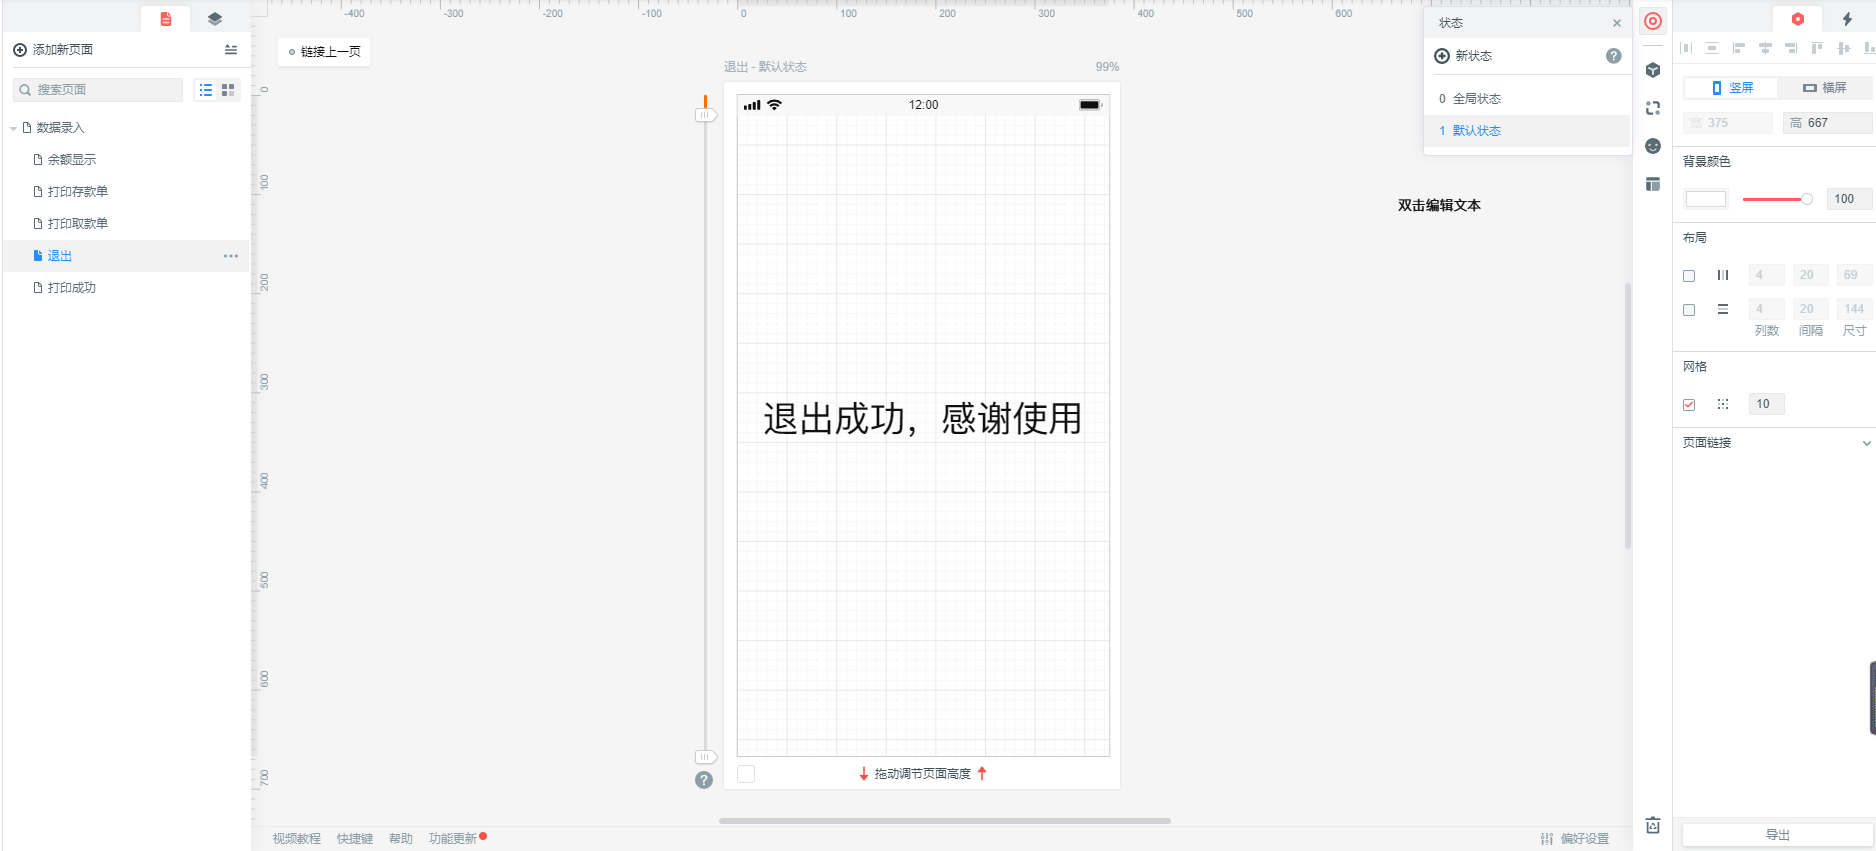 添加新页面
搜索页面
数据录入
余额显示
打印存款单
打印取款单
退出
打印成功
-400 -300 -200 -100 0 100 200 300 400 500 600
0
100
200
300
400
500
600
700
链接上一页
退出 - 默认状态 99%
12:00
退出成功，感谢使用
拖动调节页面高度
?
视频教程 快捷键 帮助 功能更新
偏好设置
状态 ×
新状态 ?
0 全局状态
1 默认状态
双击编辑文本
竖屏 横屏
宽 375 高 667
背景颜色
100
布局
4 20 69
4 20 144
列数 间隔 尺寸
网格
10
页面链接
导出